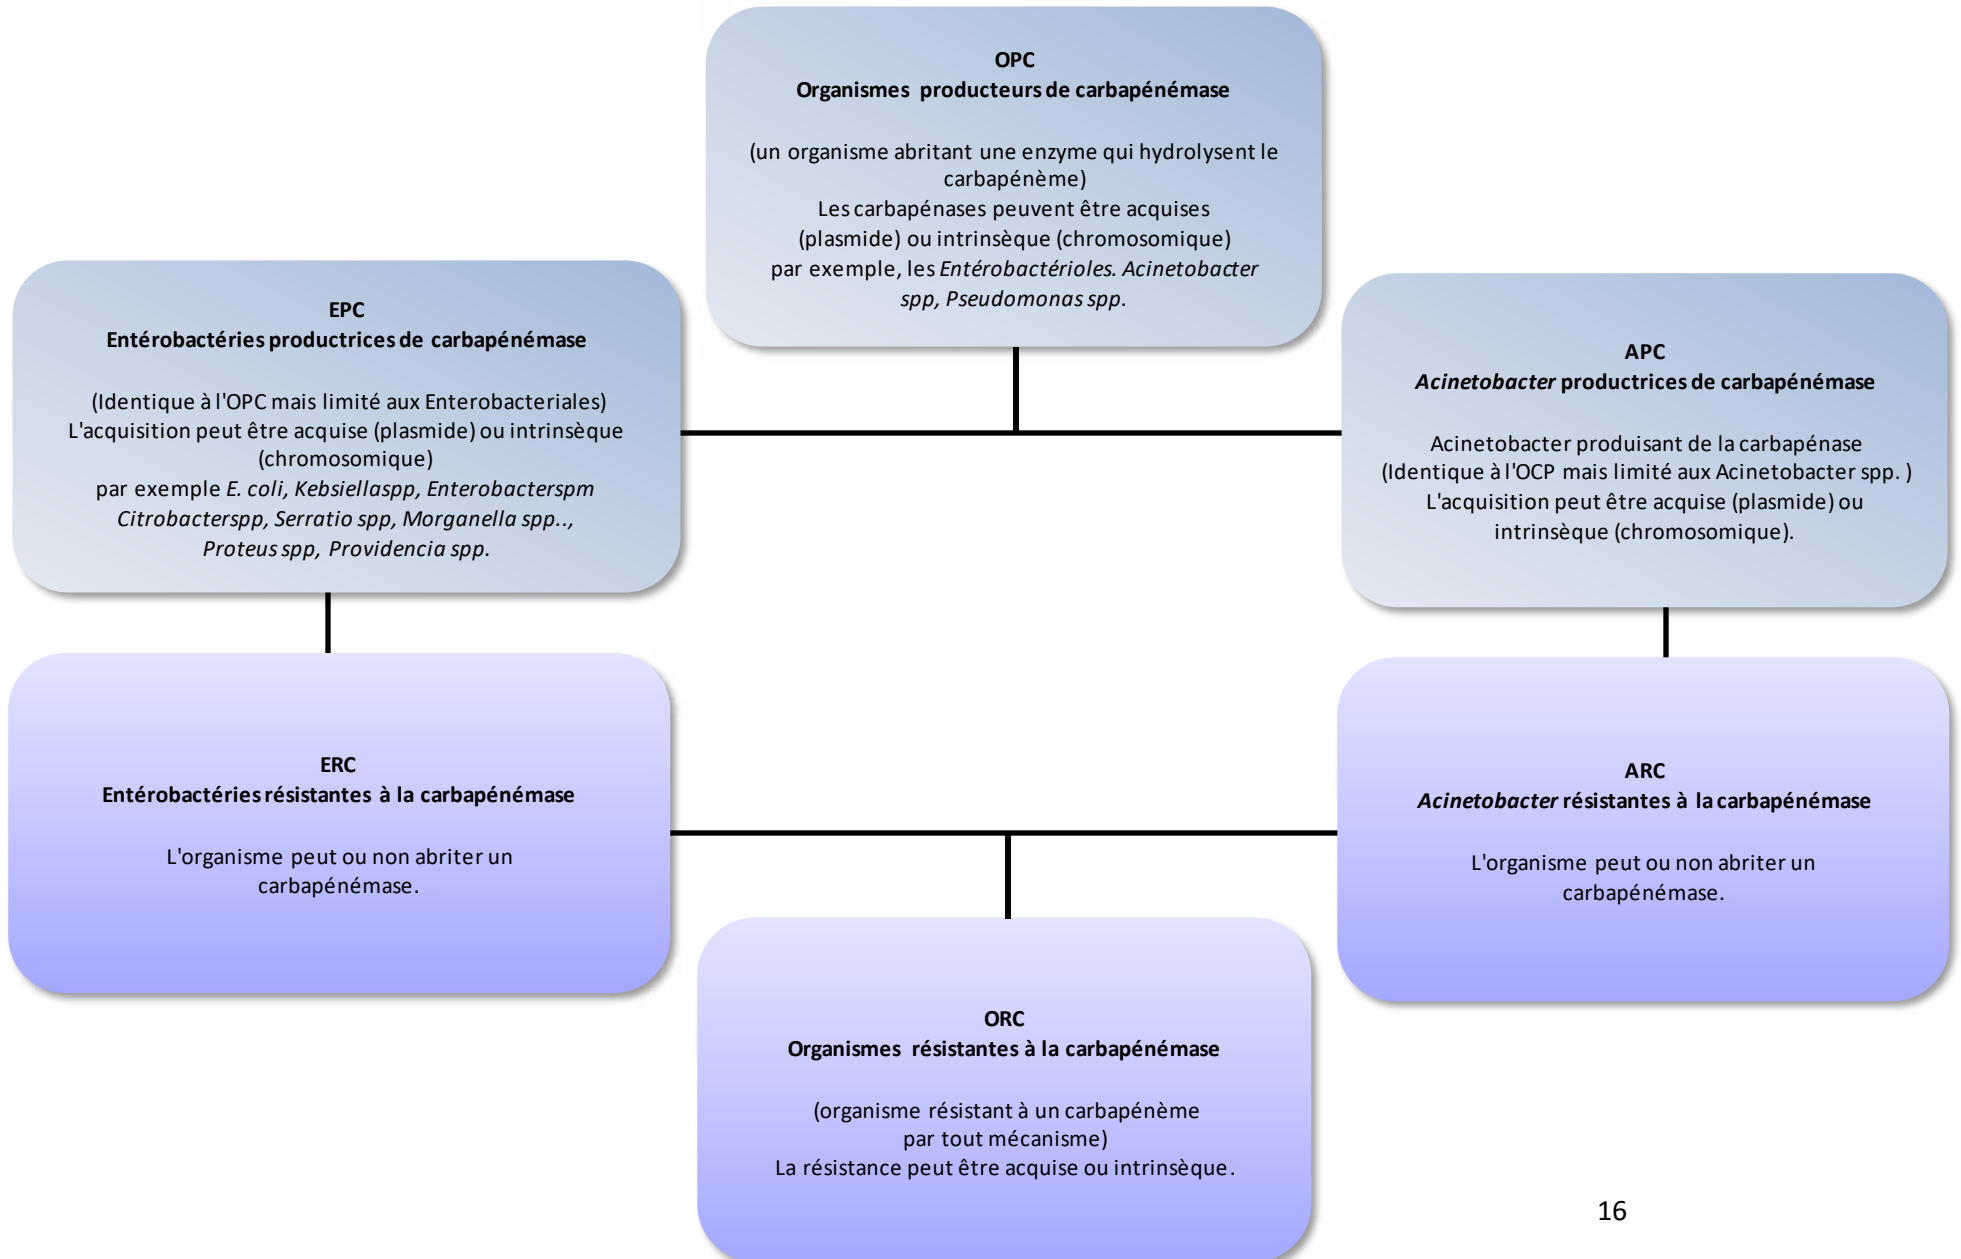 OPC
Organismes producteurs de carbapénémase
(un organisme abritant une enzyme qui hydrolysent le
carbapénème)
Les carbapénases peuvent être acquises
(plasmide) ou intrinsèque (chromosomique)
par exemple, les Entérobactérioles. Acinetobacter
spp, Pseudomonas spp.
EPC
Entérobactéries productrices de carbapénémase
(Identique à l'OPC mais limité aux Enterobacteriales)
L'acquisition peut être acquise (plasmide) ou intrinsèque
(chromosomique)
par exemple E. coli, Kebsiellaspp, Enterobacterspm
Citrobacterspp, Serratio spp, Morganella spp..,
Proteus spp, Providencia spp.
APC
Acinetobacter productrices de carbapénémase
Acinetobacter produisant de la carbapénase
(Identique à l'OCP mais limité aux Acinetobacter spp. )
L'acquisition peut être acquise (plasmide) ou
intrinsèque (chromosomique).
ERC
Entérobactéries résistantes à la carbapénémase
L'organisme peut ou non abriter un
carbapénémase.
ARC
Acinetobacter résistantes à la carbapénémase
L'organisme peut ou non abriter un
carbapénémase.
ORC
Organismes résistantes à la carbapénémase
(organisme résistant à un carbapénème
par tout mécanisme)
La résistance peut être acquise ou intrinsèque.
16